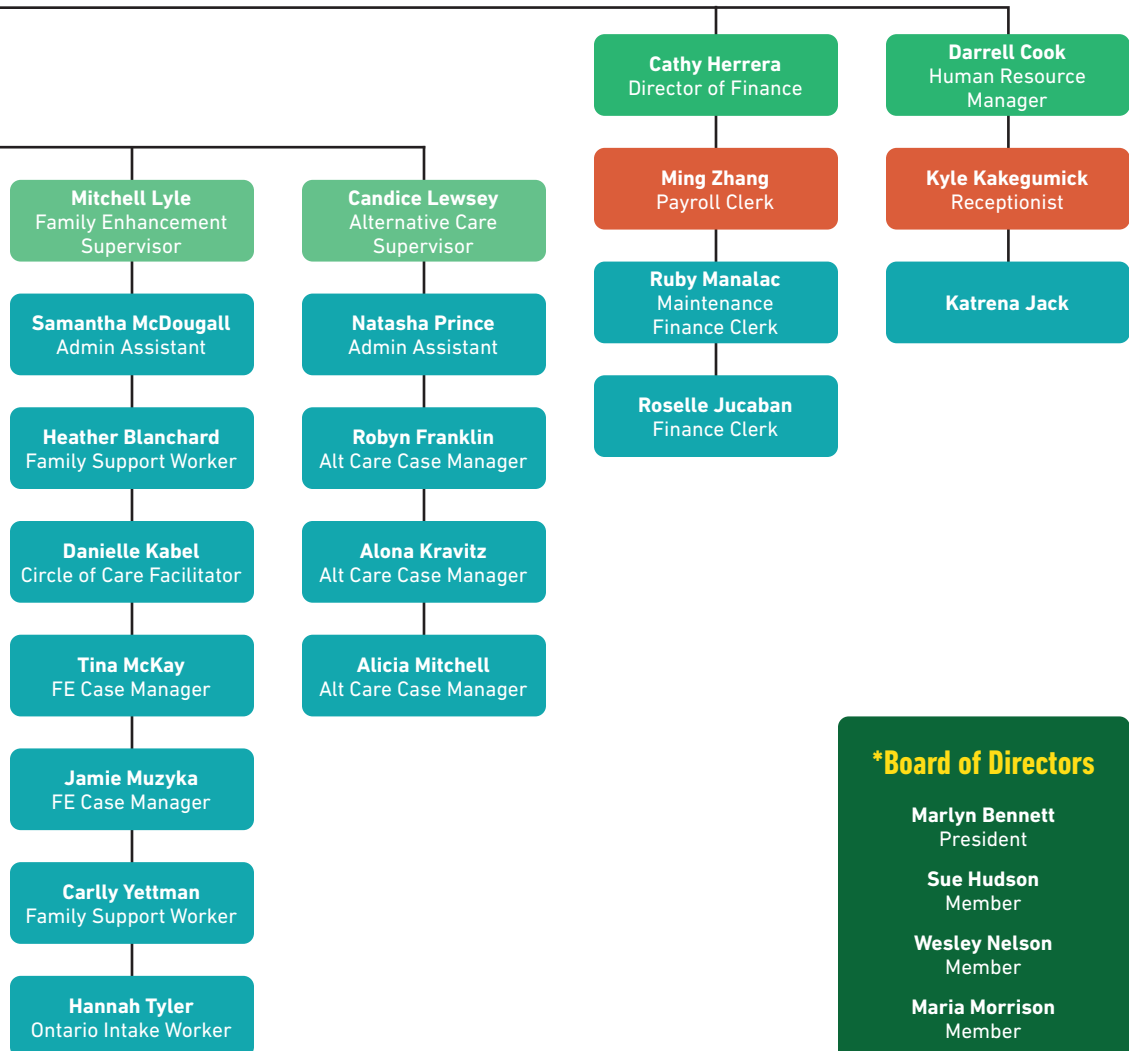 Cathy Herrera
Director of Finance
Darrell Cook
Human Resource
Manager
Mitchell Lyle
Family Enhancement
Supervisor
Candice Lewsey
Alternative Care
Supervisor
Ming Zhang
Payroll Clerk
Kyle Kakegumick
Receptionist
Samantha McDougall
Admin Assistant
Natasha Prince
Admin Assistant
Ruby Manalac
Maintenance
Finance Clerk
Katrena Jack
Heather Blanchard
Family Support Worker
Robyn Franklin
Alt Care Case Manager
Roselle Jucaban
Finance Clerk
Danielle Kabel
Circle of Care Facilitator
Alona Kravitz
Alt Care Case Manager
Tina McKay
FE Case Manager
Alicia Mitchell
Alt Care Case Manager
Jamie Muzyka
FE Case Manager
Carlly Yettman
Family Support Worker
Hannah Tyler
Ontario Intake Worker
*Board of Directors
Marlyn Bennett
President
Sue Hudson
Member
Wesley Nelson
Member
Maria Morrison
Member